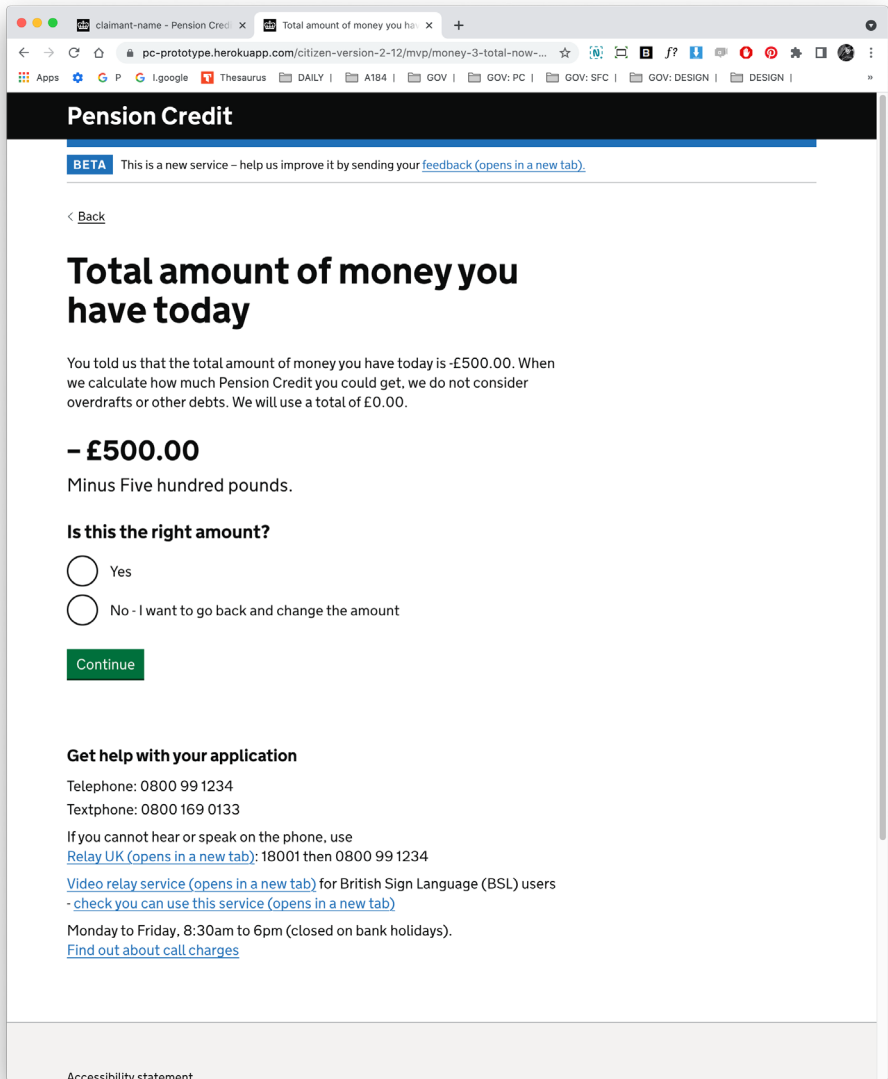 claimant-name - Pension Cred
Total amount of money you hav
pc-prototype.herokuapp.com/citizen-version-2-12/mvp/money-3-total-now-...
Apps
G P
I.google
Thesaurus
DAILY |
A184 |
GOV |
GOV: PC |
GOV: SFC |
GOV: DESIGN |
DESIGN |
»
Pension Credit
BETA This is a new service – help us improve it by sending your feedback (opens in a new tab).
< Back
Total amount of money you
have today
You told us that the total amount of money you have today is -£500.00. When
we calculate how much Pension Credit you could get, we do not consider
overdrafts or other debts. We will use a total of £0.00.
– £500.00
Minus Five hundred pounds.
Is this the right amount?
Yes
No - I want to go back and change the amount
Continue
Get help with your application
Telephone: 0800 99 1234
Textphone: 0800 169 0133
If you cannot hear or speak on the phone, use
Relay UK (opens in a new tab): 18001 then 0800 99 1234
Video relay service (opens in a new tab) for British Sign Language (BSL) users
- check you can use this service (opens in a new tab)
Monday to Friday, 8:30am to 6pm (closed on bank holidays).
Find out about call charges
Accessibility statement